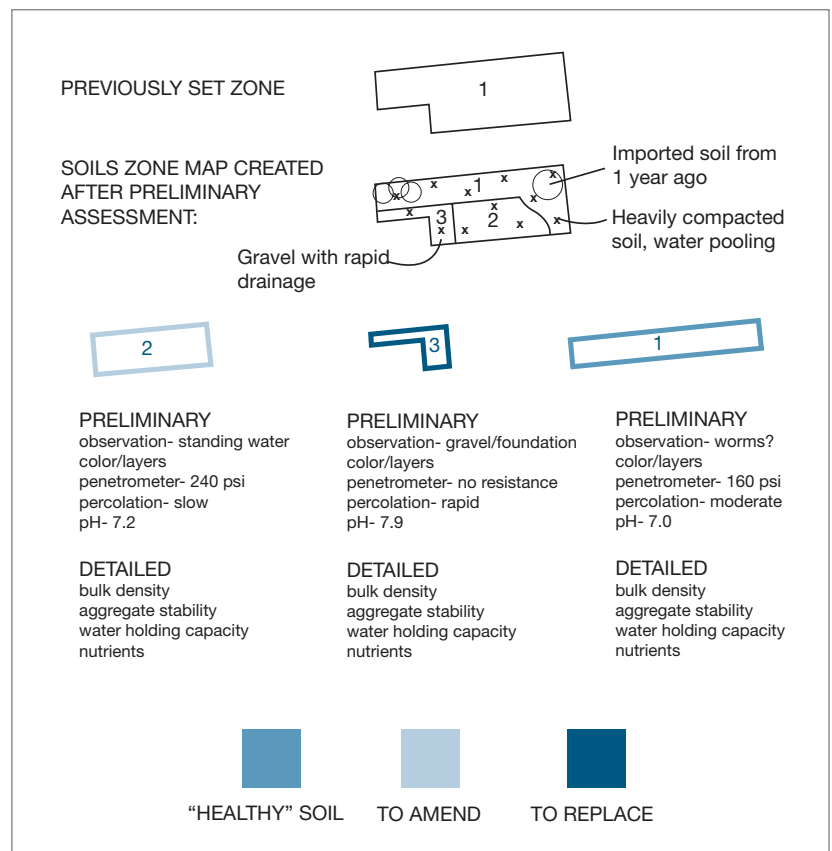 PREVIOUSLY SET ZONE
1
SOILS ZONE MAP CREATED
AFTER PRELIMINARY
ASSESSMENT:
x x x x x x x x x x x x
1
3
2
Imported soil from
1 year ago
Heavily compacted
soil, water pooling
Gravel with rapid
drainage
2
PRELIMINARY
observation- standing water
color/layers
penetrometer- 240 psi
percolation- slow
pH- 7.2
DETAILED
bulk density
aggregate stability
water holding capacity
nutrients
3
PRELIMINARY
observation- gravel/foundation
color/layers
penetrometer- no resistance
percolation- rapid
pH- 7.9
DETAILED
bulk density
aggregate stability
water holding capacity
nutrients
1
PRELIMINARY
observation- worms?
color/layers
penetrometer- 160 psi
percolation- moderate
pH- 7.0
DETAILED
bulk density
aggregate stability
water holding capacity
nutrients
“HEALTHY” SOIL
TO AMEND
TO REPLACE